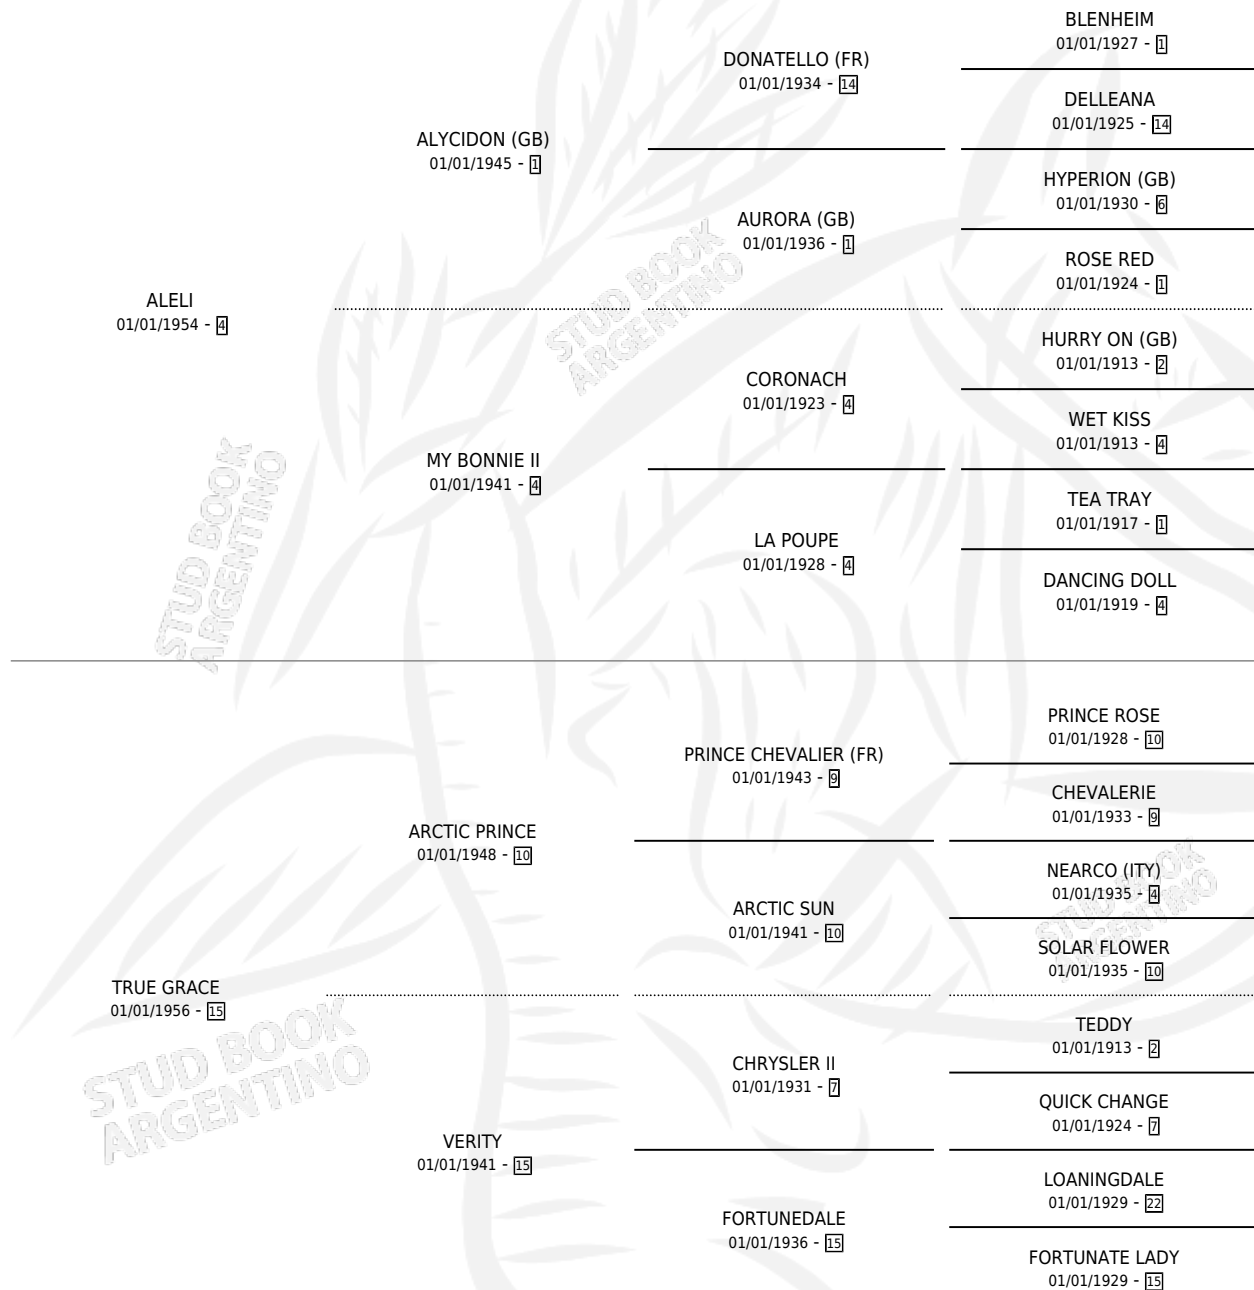 BLENHEIM
01/01/1927 - 1
DONATELLO (FR)
01/01/1934 - 14
DELLEANA
01/01/1925 - 14
ALYCIDON (GB)
01/01/1945 - 1
HYPERION (GB)
01/01/1930 - 6
AURORA (GB)
01/01/1936 - 1
ROSE RED
01/01/1924 - 1
ALELI
01/01/1954 - 4
STUD BOOK
ARGENTINO
HURRY ON (GB)
01/01/1913 - 2
CORONACH
01/01/1923 - 4
WET KISS
01/01/1913 - 4
MY BONNIE II
01/01/1941 - 4
TEA TRAY
01/01/1917 - 1
LA POUPE
01/01/1928 - 4
DANCING DOLL
01/01/1919 - 4
STUD BOOK
ARGENTINO
PRINCE ROSE
01/01/1928 - 10
PRINCE CHEVALIER (FR)
01/01/1943 - 9
CHEVALERIE
01/01/1933 - 9
ARCTIC PRINCE
01/01/1948 - 10
NEARCO (ITY)
01/01/1935 - 4
ARCTIC SUN
01/01/1941 - 10
SOLAR FLOWER
01/01/1935 - 10
STUD BOOK
ARGENTINO
TRUE GRACE
01/01/1956 - 15
TEDDY
01/01/1913 - 2
CHRYSLER II
01/01/1931 - 7
QUICK CHANGE
01/01/1924 - 7
STUD BOOK
ARGENTINO
VERITY
01/01/1941 - 15
LOANINGDALE
01/01/1929 - 22
FORTUNEDALE
01/01/1936 - 15
FORTUNATE LADY
01/01/1929 - 15